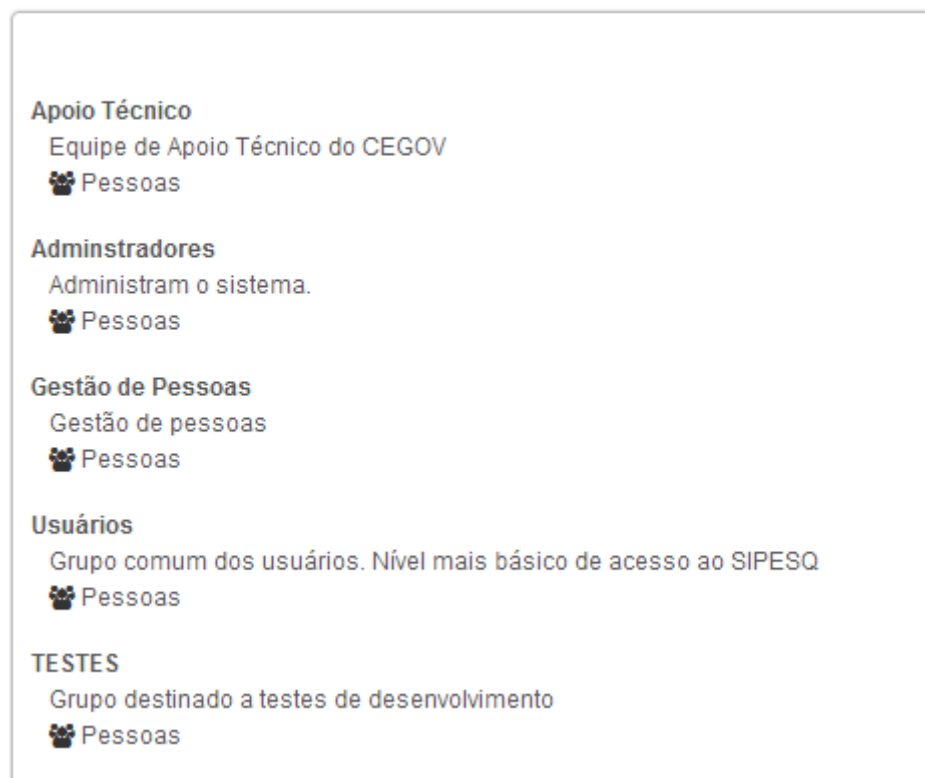 Apoio Técnico
Equipe de Apoio Técnico do CEGOV
Pessoas
Adminstradores
Administram o sistema.
Pessoas
Gestão de Pessoas
Gestão de pessoas
Pessoas
Usuários
Grupo comum dos usuários. Nível mais básico de acesso ao SIPESQ
Pessoas
TESTES
Grupo destinado a testes de desenvolvimento
Pessoas